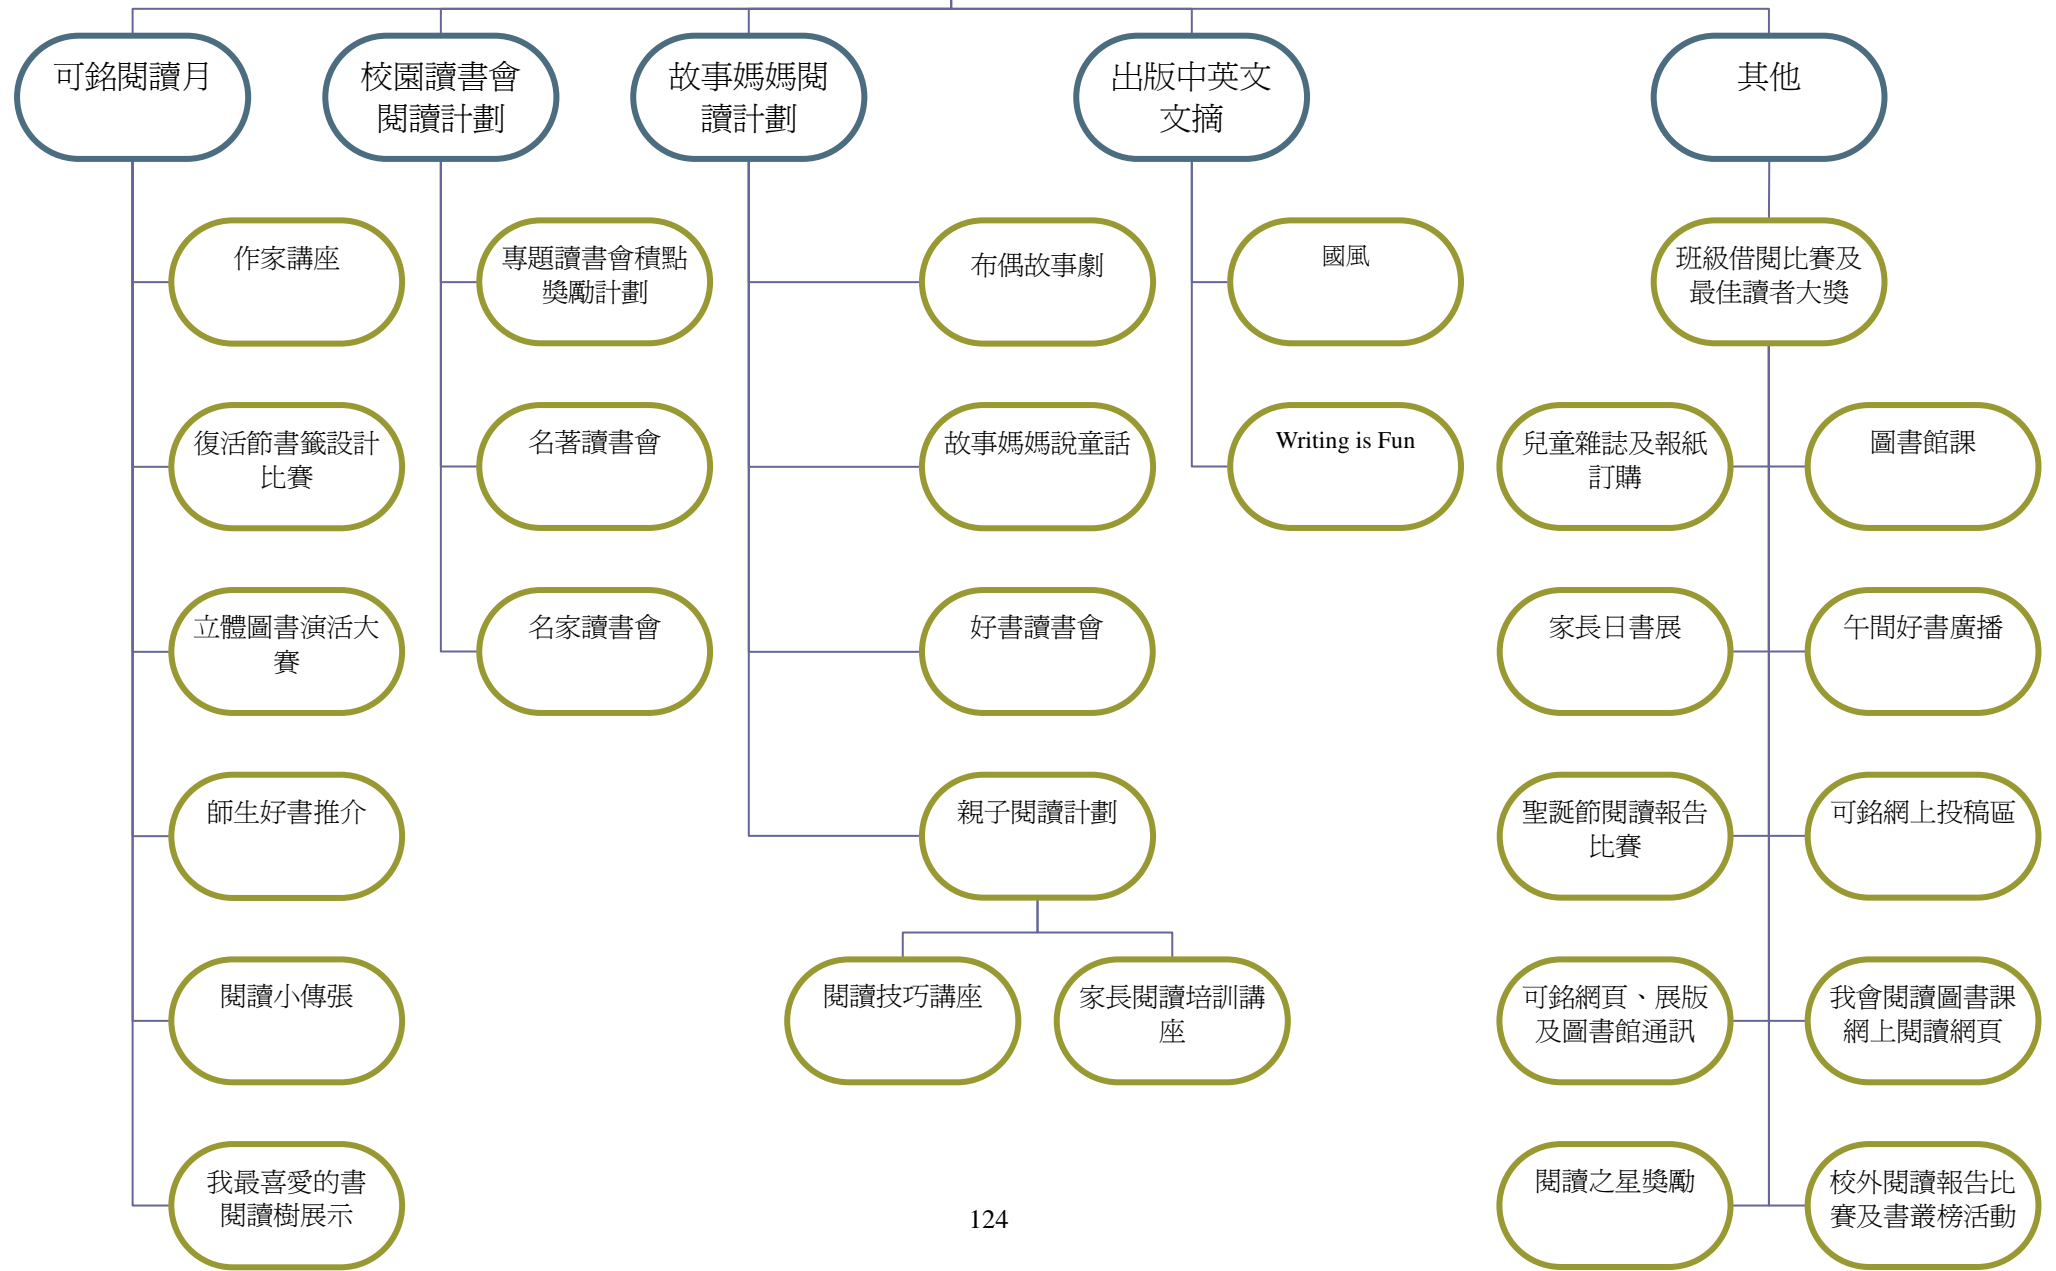 可銘閱讀月
校園讀書會
閱讀計劃
故事媽媽閱
讀計劃
出版中英文
文摘
其他
作家講座
專題讀書會積點
獎勵計劃
布偶故事劇
國風
班級借閱比賽及
最佳讀者大獎
復活節書籤設計
比賽
名著讀書會
故事媽媽說童話
Writing is Fun
兒童雜誌及報紙
訂購
圖書館課
立體圖書演活大
賽
名家讀書會
好書讀書會
家長日書展
午間好書廣播
師生好書推介
親子閱讀計劃
聖誕節閱讀報告
比賽
可銘網上投稿區
閱讀小傳張
閱讀技巧講座
家長閱讀培訓講
座
可銘網頁、展版
及圖書館通訊
我會閱讀圖書課
網上閱讀網頁
我最喜愛的書
閱讀樹展示
閱讀之星獎勵
校外閱讀報告比
賽及書叢榜活動
124